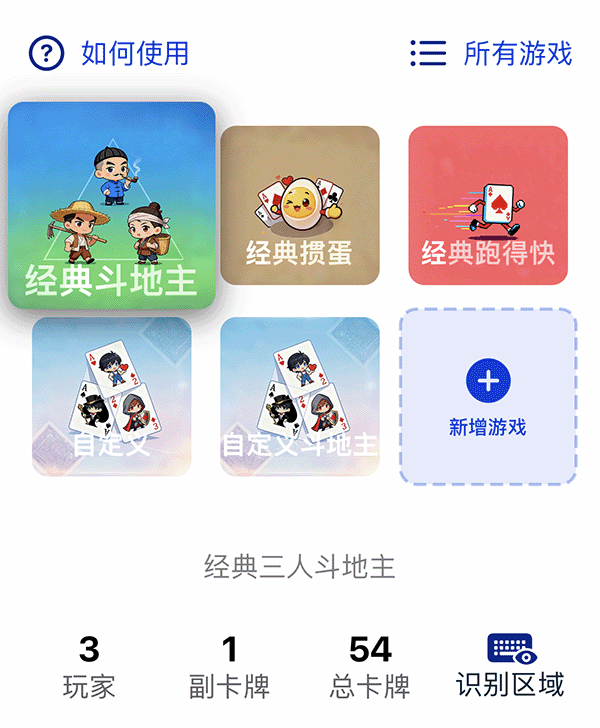 如何使用
所有游戏
经典斗地主
经典掼蛋
经典跑得快
自定义
自定义斗地主
新增游戏
经典三人斗地主
3
玩家
1
副卡牌
54
总卡牌
识别区域